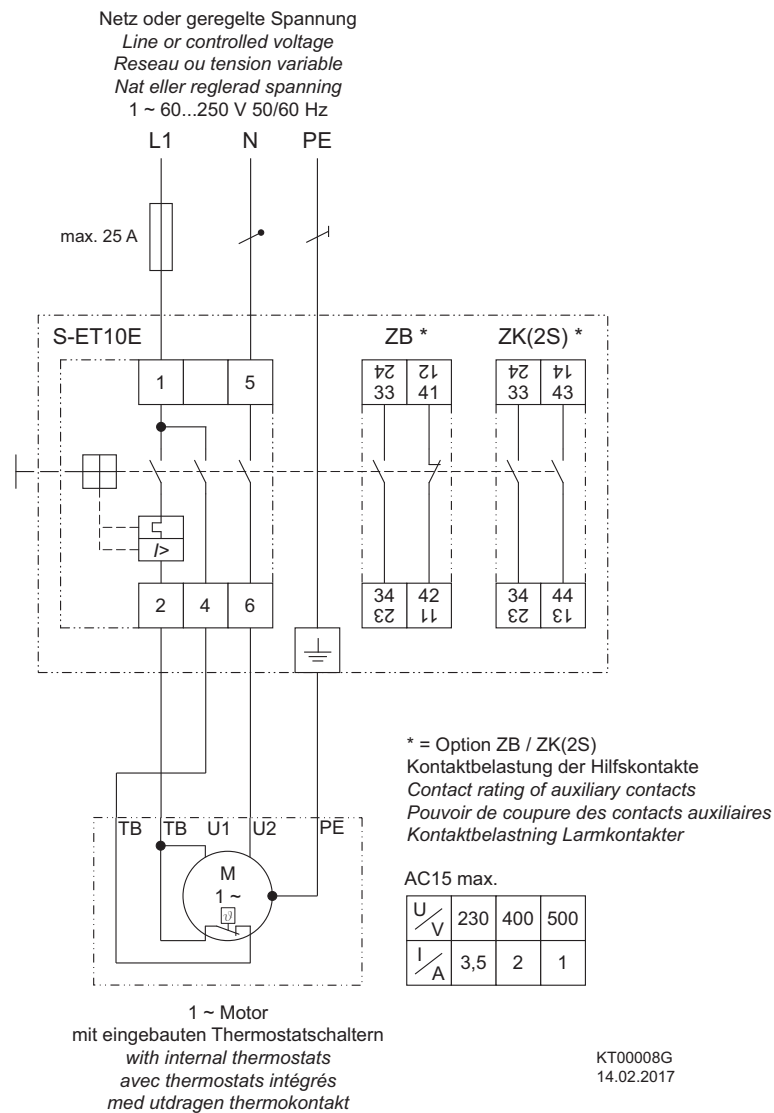 Netz oder geregelte Spannung
Line or controlled voltage
Reseau ou tension variable
Nat eller reglerad spanning
1 ~ 60...250 V 50/60 Hz
L1 N PE
max. 25 A
S-ET10E ZB * ZK(2S) *
24 12 24 14
1 5 33 41 33 43
I>
2 4 6 34 42 34 44
23 11 23 13
* = Option ZB / ZK(2S)
Kontaktbelastung der Hilfskontakte
Contact rating of auxiliary contacts
Pouvoir de coupure des contacts auxiliaires
Kontaktbelastning Larmkontakter
TB TB U1 U2 PE
M
1 ~
ϑ
AC15 max.
U/V 230 400 500
I/A 3,5 2 1
1 ~ Motor
mit eingebauten Thermostatschaltern
with internal thermostats
avec thermostats intégrés
med utdragen thermokontakt
KT00008G
14.02.2017